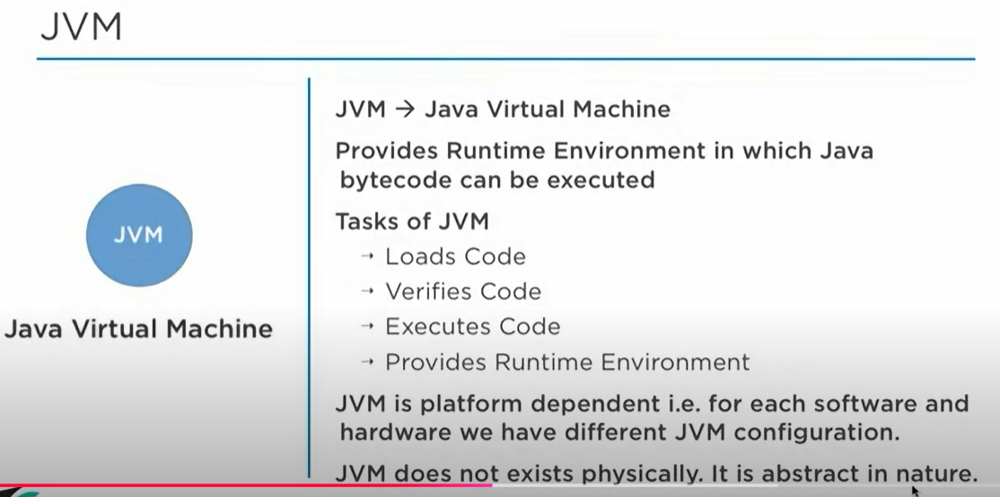 JVM
JVM → Java Virtual Machine
Provides Runtime Environment in which Java
bytecode can be executed
Tasks of JVM
→ Loads Code
→ Verifies Code
→ Executes Code
→ Provides Runtime Environment
JVM is platform dependent i.e. for each software and
hardware we have different JVM configuration.
JVM does not exists physically. It is abstract in nature.
JVM
Java Virtual Machine